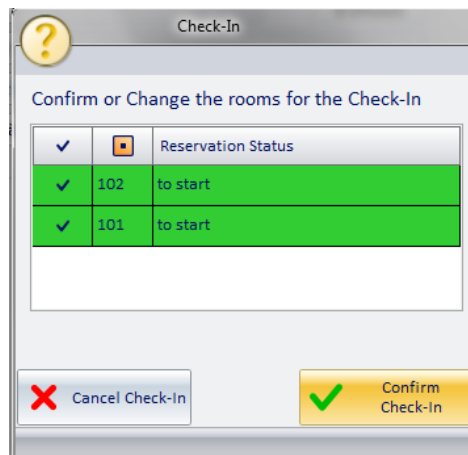 Check-In
Confirm or Change the rooms for the Check-In
Reservation Status
102 to start
101 to start
Cancel Check-In
Confirm
Check-In